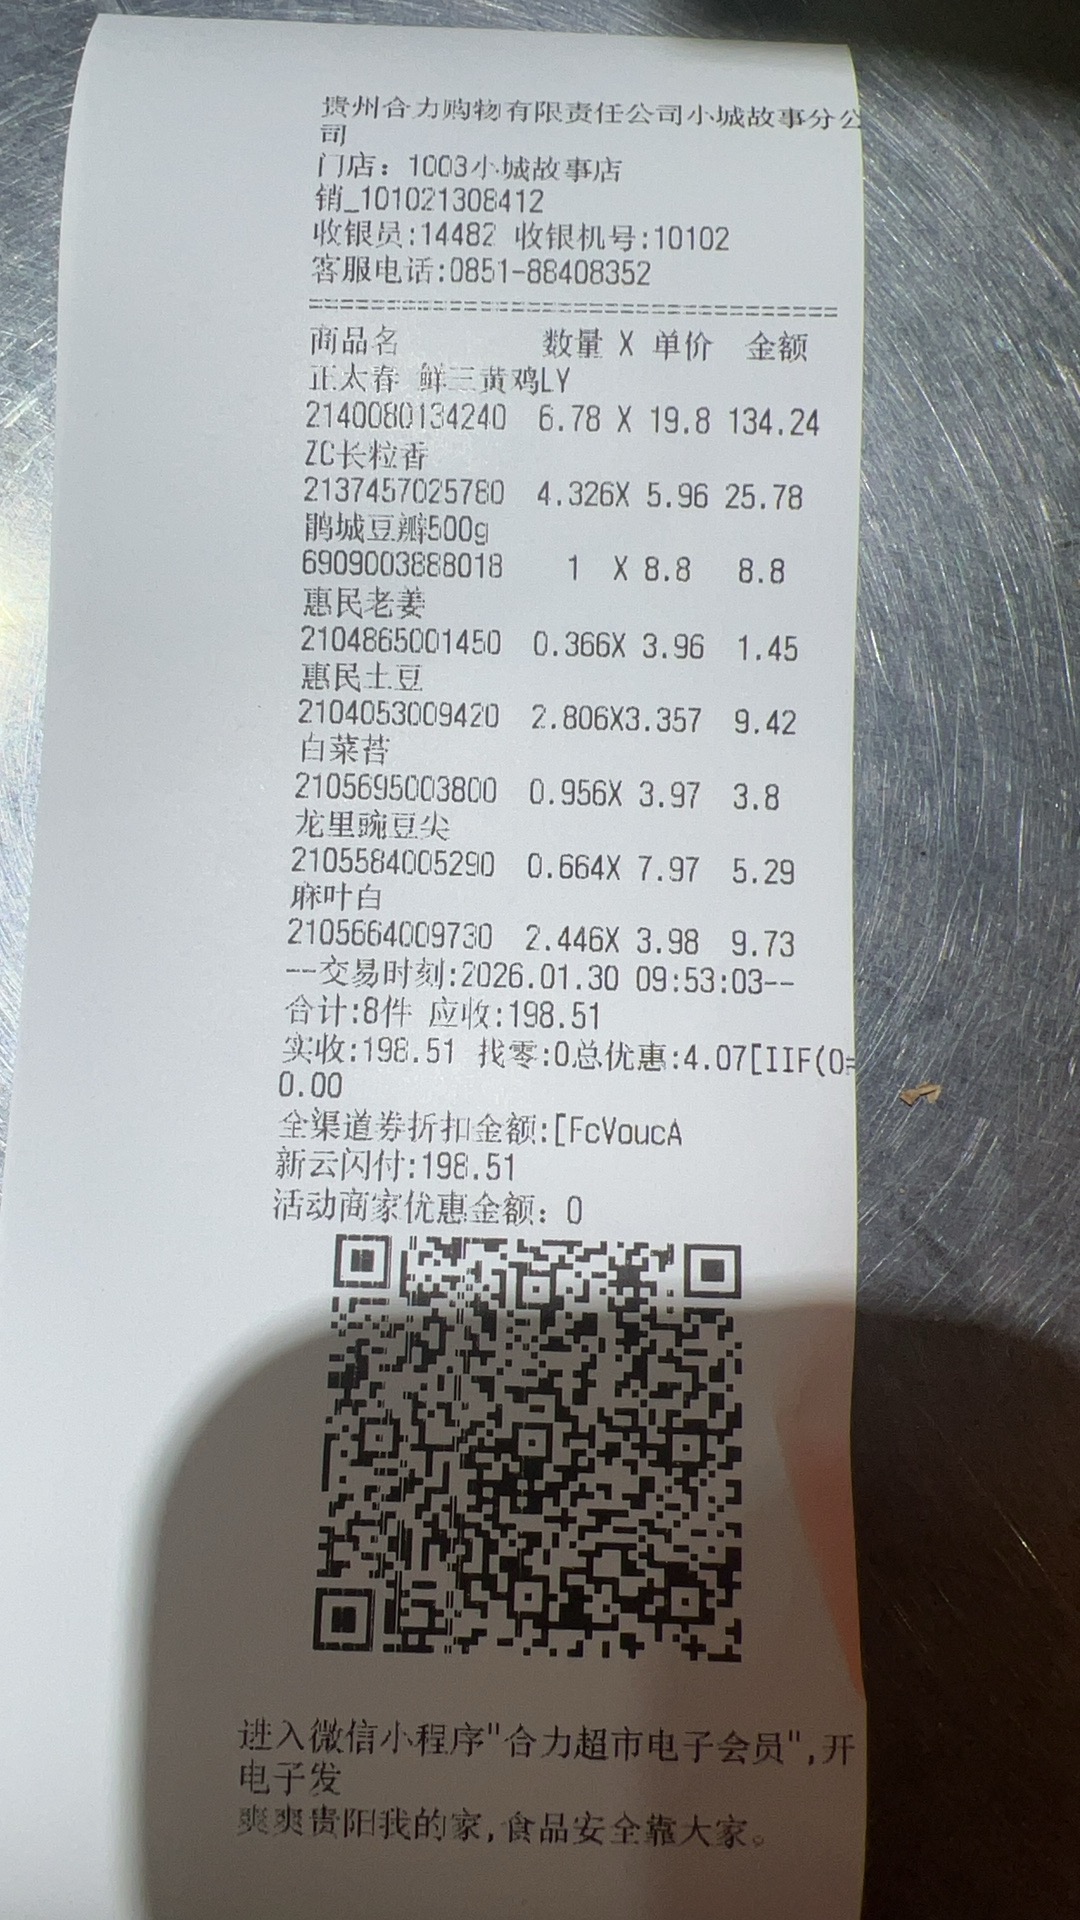 贵州合力购物有限责任公司小城故事分公
司
门店：1003小城故事店
销_101021308412
收银员:14482 收银机号:10102
客服电话:0851-88408352
==========================================
商品名 数量 X 单价 金额
正太春 鲜三黄鸡LY
2140080134240 6.78 X 19.8 134.24
ZC长粒香
2137457025780 4.326X 5.96 25.78
鹃城豆瓣500g
6909003888018 1 X 8.8 8.8
惠民老姜
2104865001450 0.366X 3.96 1.45
惠民土豆
2104053009420 2.806X3.357 9.42
白菜苔
2105695003800 0.956X 3.97 3.8
龙里豌豆尖
2105584005290 0.664X 7.97 5.29
麻叶白
2105664009730 2.446X 3.98 9.73
--交易时刻:2026.01.30 09:53:03--
合计:8件 应收:198.51
实收:198.51 找零:0总优惠:4.07[IIF(0=
0.00
全渠道券折扣金额:[FcVoucA
新云闪付:198.51
活动商家优惠金额：0
进入微信小程序"合力超市电子会员",开
电子发
爽爽贵阳我的家,食品安全靠大家。